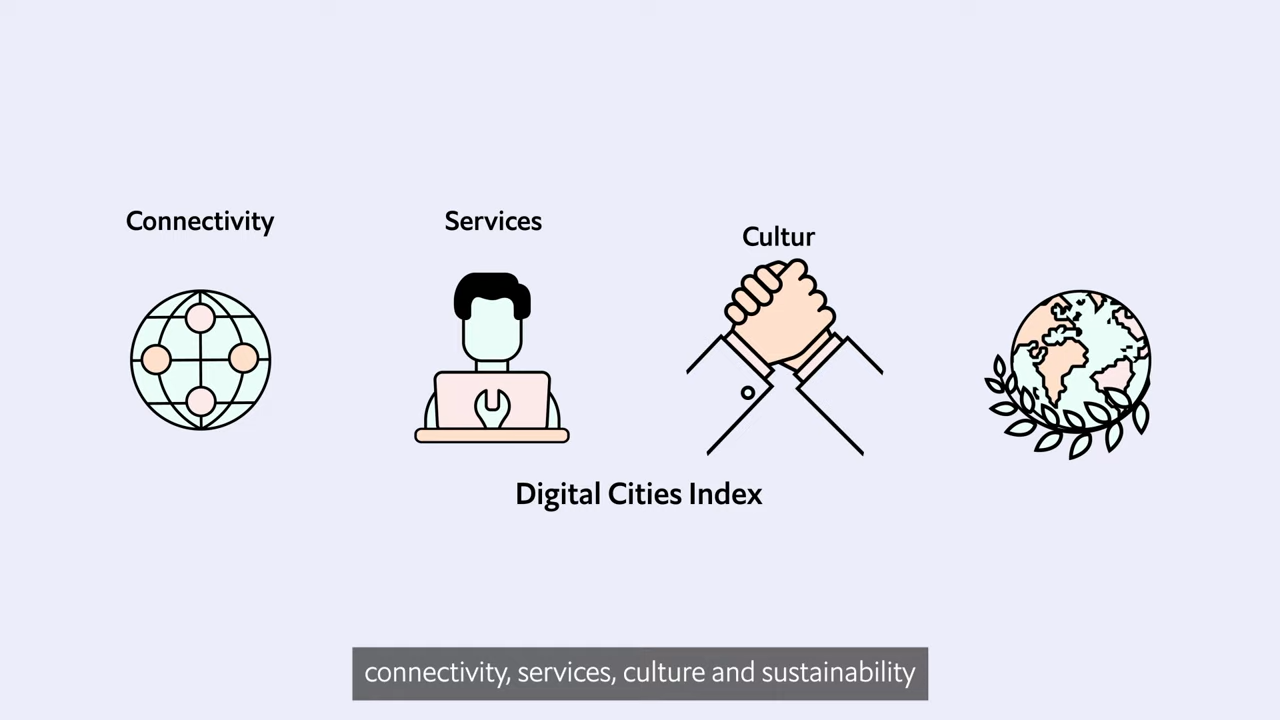 Connectivity
Services
Cultur
Digital Cities Index
connectivity, services, culture and sustainability